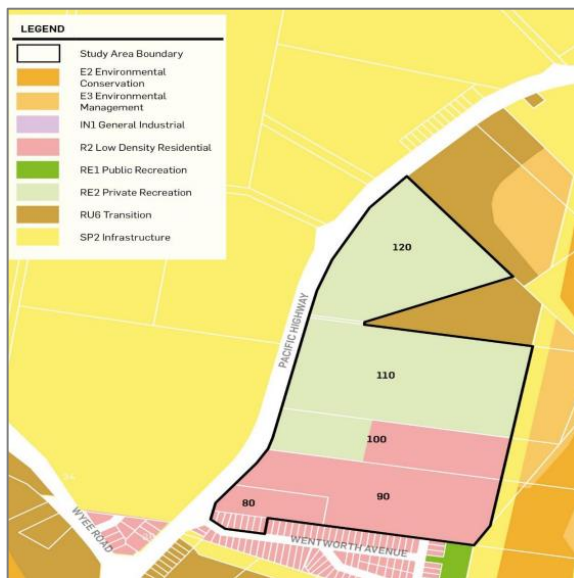 LEGEND
Study Area Boundary
E2 Environmental
Conservation
E3 Environmental
Management
IN1 General Industrial
R2 Low Density Residential
RE1 Public Recreation
RE2 Private Recreation
RU6 Transition
SP2 Infrastructure
120
PACIFIC HIGHWAY
110
100
90
80
34
WYEE ROAD
WENTWORTH AVENUE